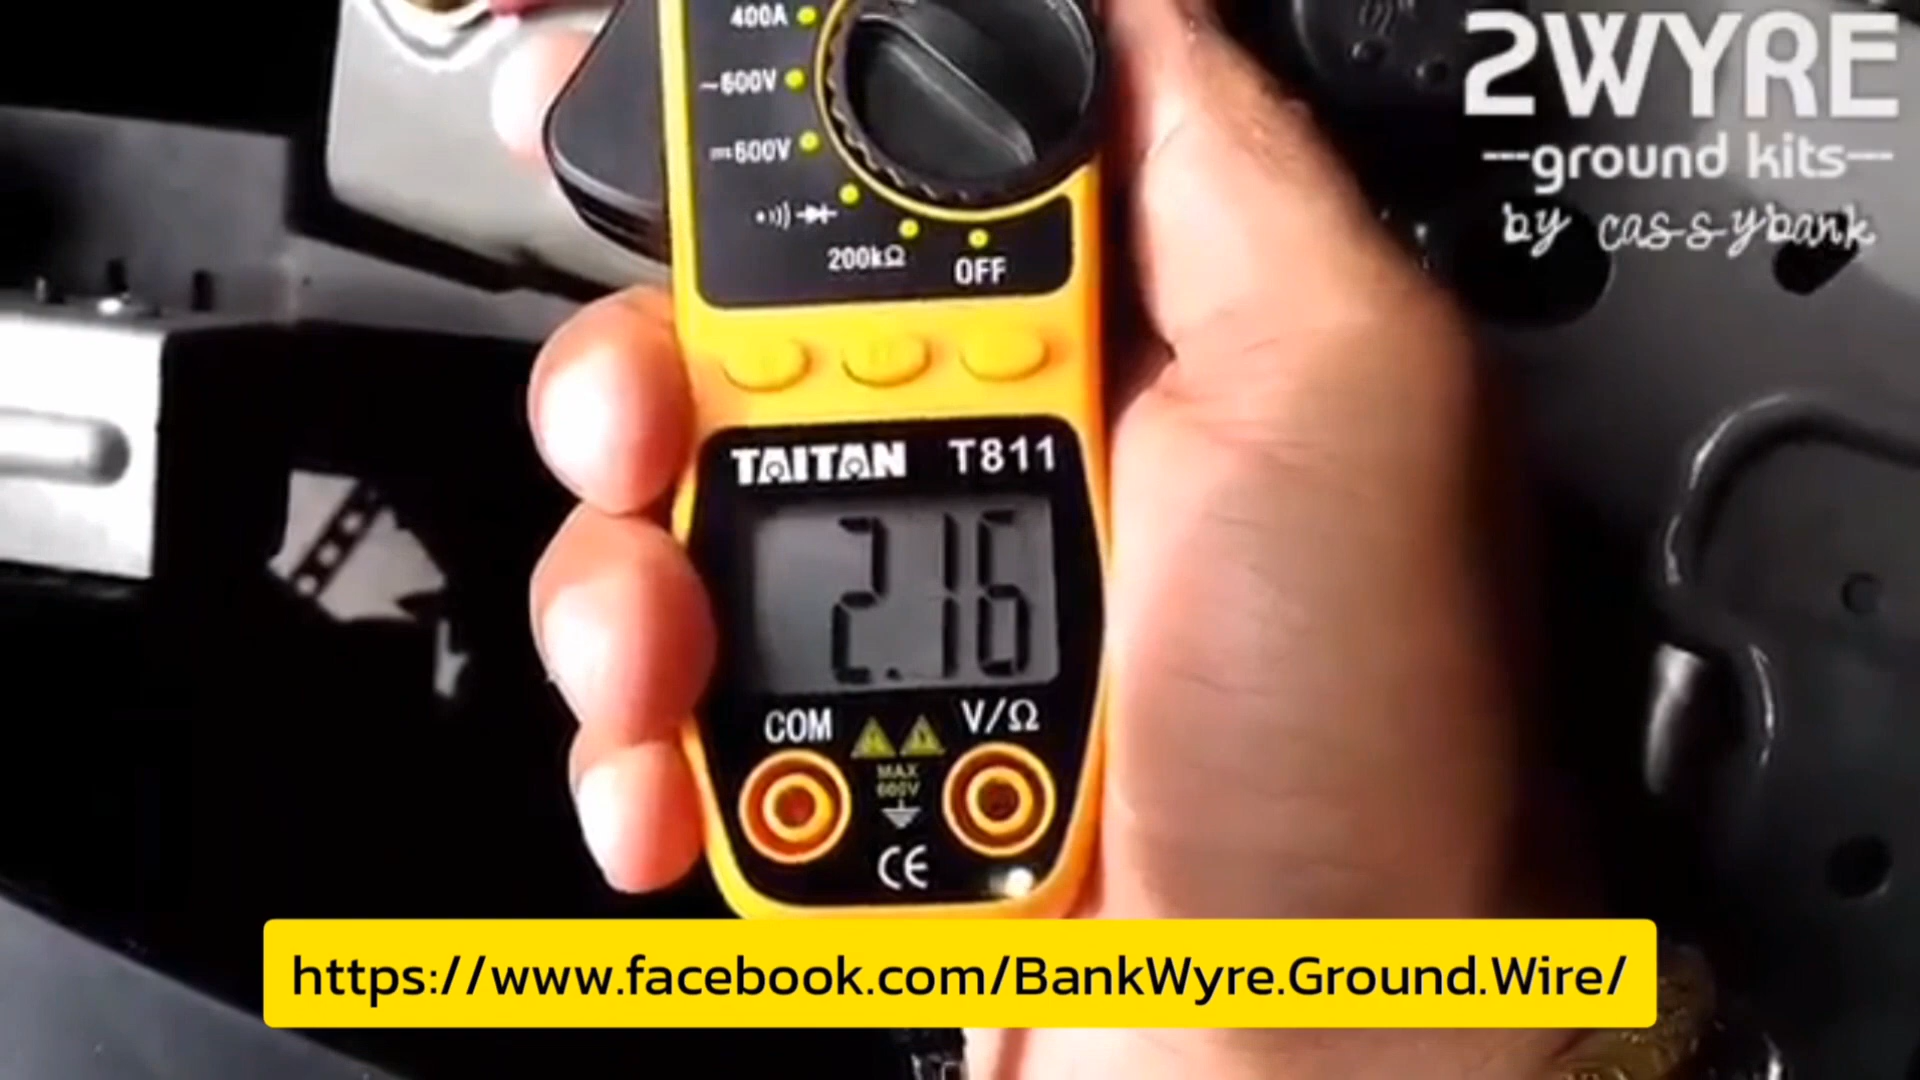 400A
~600V
⎓600V
200kΩ
OFF
2WYRE
---ground kits---
by cassybank
TAITAN T811
2.16
COM
V/Ω
MAX
600V
CE
https://www.facebook.com/BankWyre.Ground.Wire/